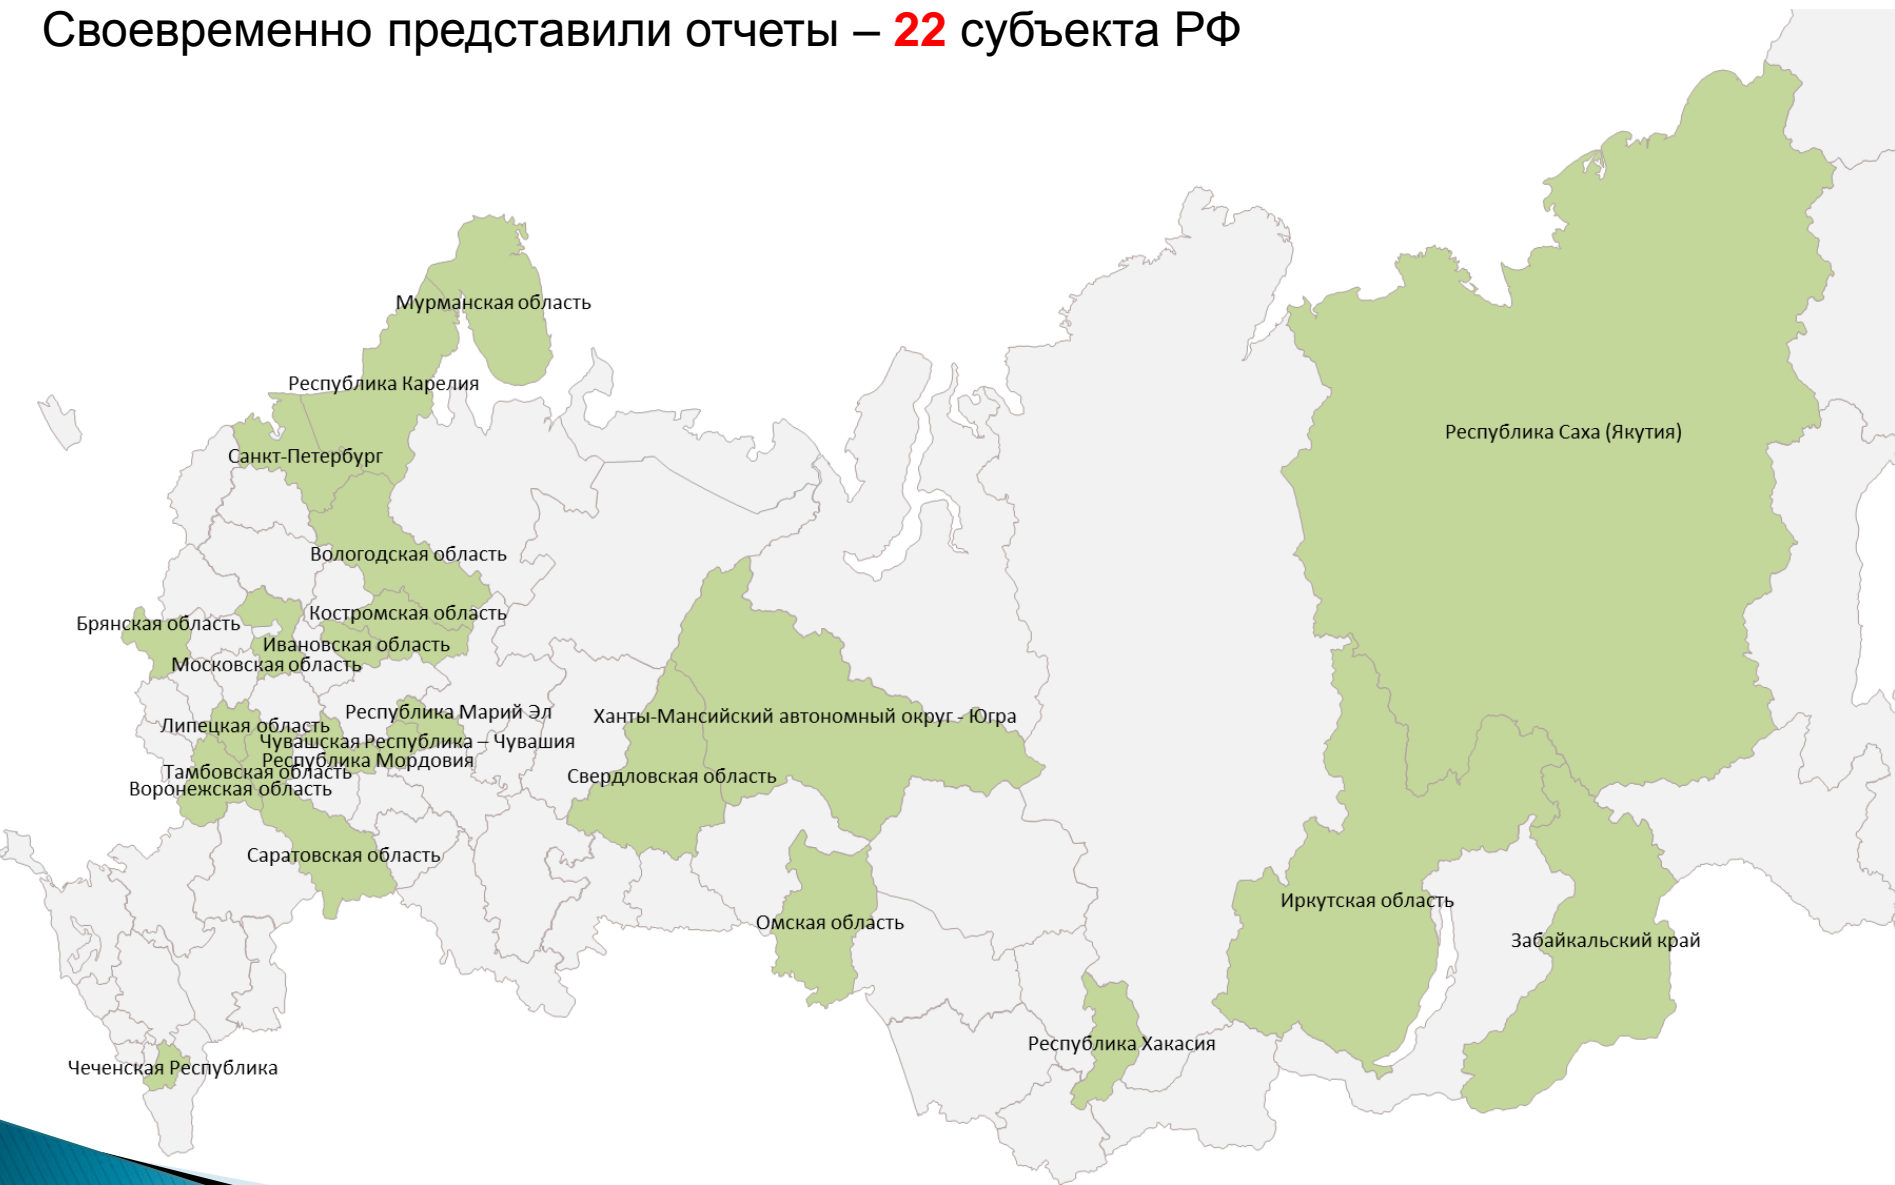 Своевременно представили отчеты – 22 субъекта РФ
Мурманская область
Республика Карелия
Республика Саха (Якутия)
Санкт-Петербург
Вологодская область
Костромская область
Брянская область
Ивановская область
Московская область
Республика Марий Эл
Ханты-Мансийский автономный округ - Югра
Липецкая область
Чувашская Республика – Чувашия
Республика Мордовия
Тамбовская область
Свердловская область
Воронежская область
Саратовская область
Иркутская область
Омская область
Забайкальский край
Республика Хакасия
Чеченская Республика